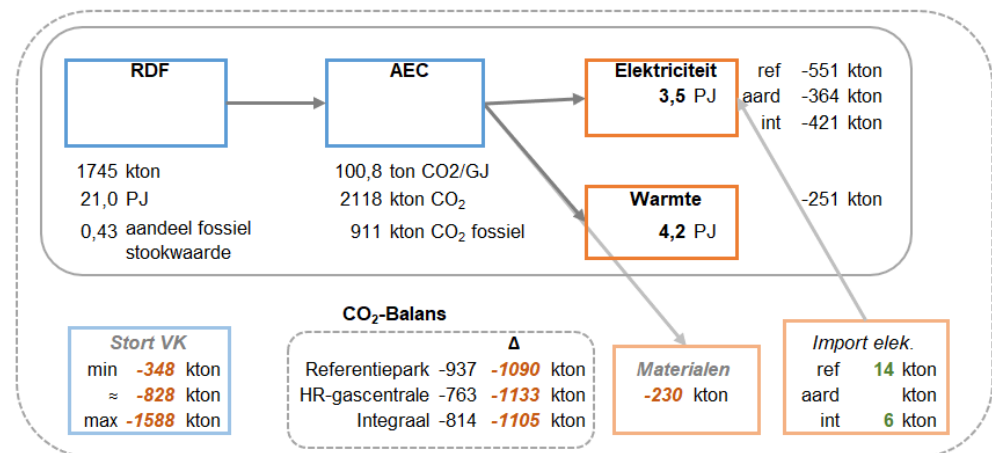 RDF
AEC
Elektriciteit
3,5 PJ
ref -551 kton
aard -364 kton
int -421 kton
1745 kton
21,0 PJ
0,43 aandeel fossiel
stookwaarde
100,8 ton CO2/GJ
2118 kton CO₂
911 kton CO₂ fossiel
Warmte
4,2 PJ
-251 kton
Stort VK
min -348 kton
≈ -828 kton
max -1588 kton
CO₂-Balans
Δ
Referentiepark -937 -1090 kton
HR-gascentrale -763 -1133 kton
Integraal -814 -1105 kton
Materialen
-230 kton
Import elek.
ref 14 kton
aard kton
int 6 kton